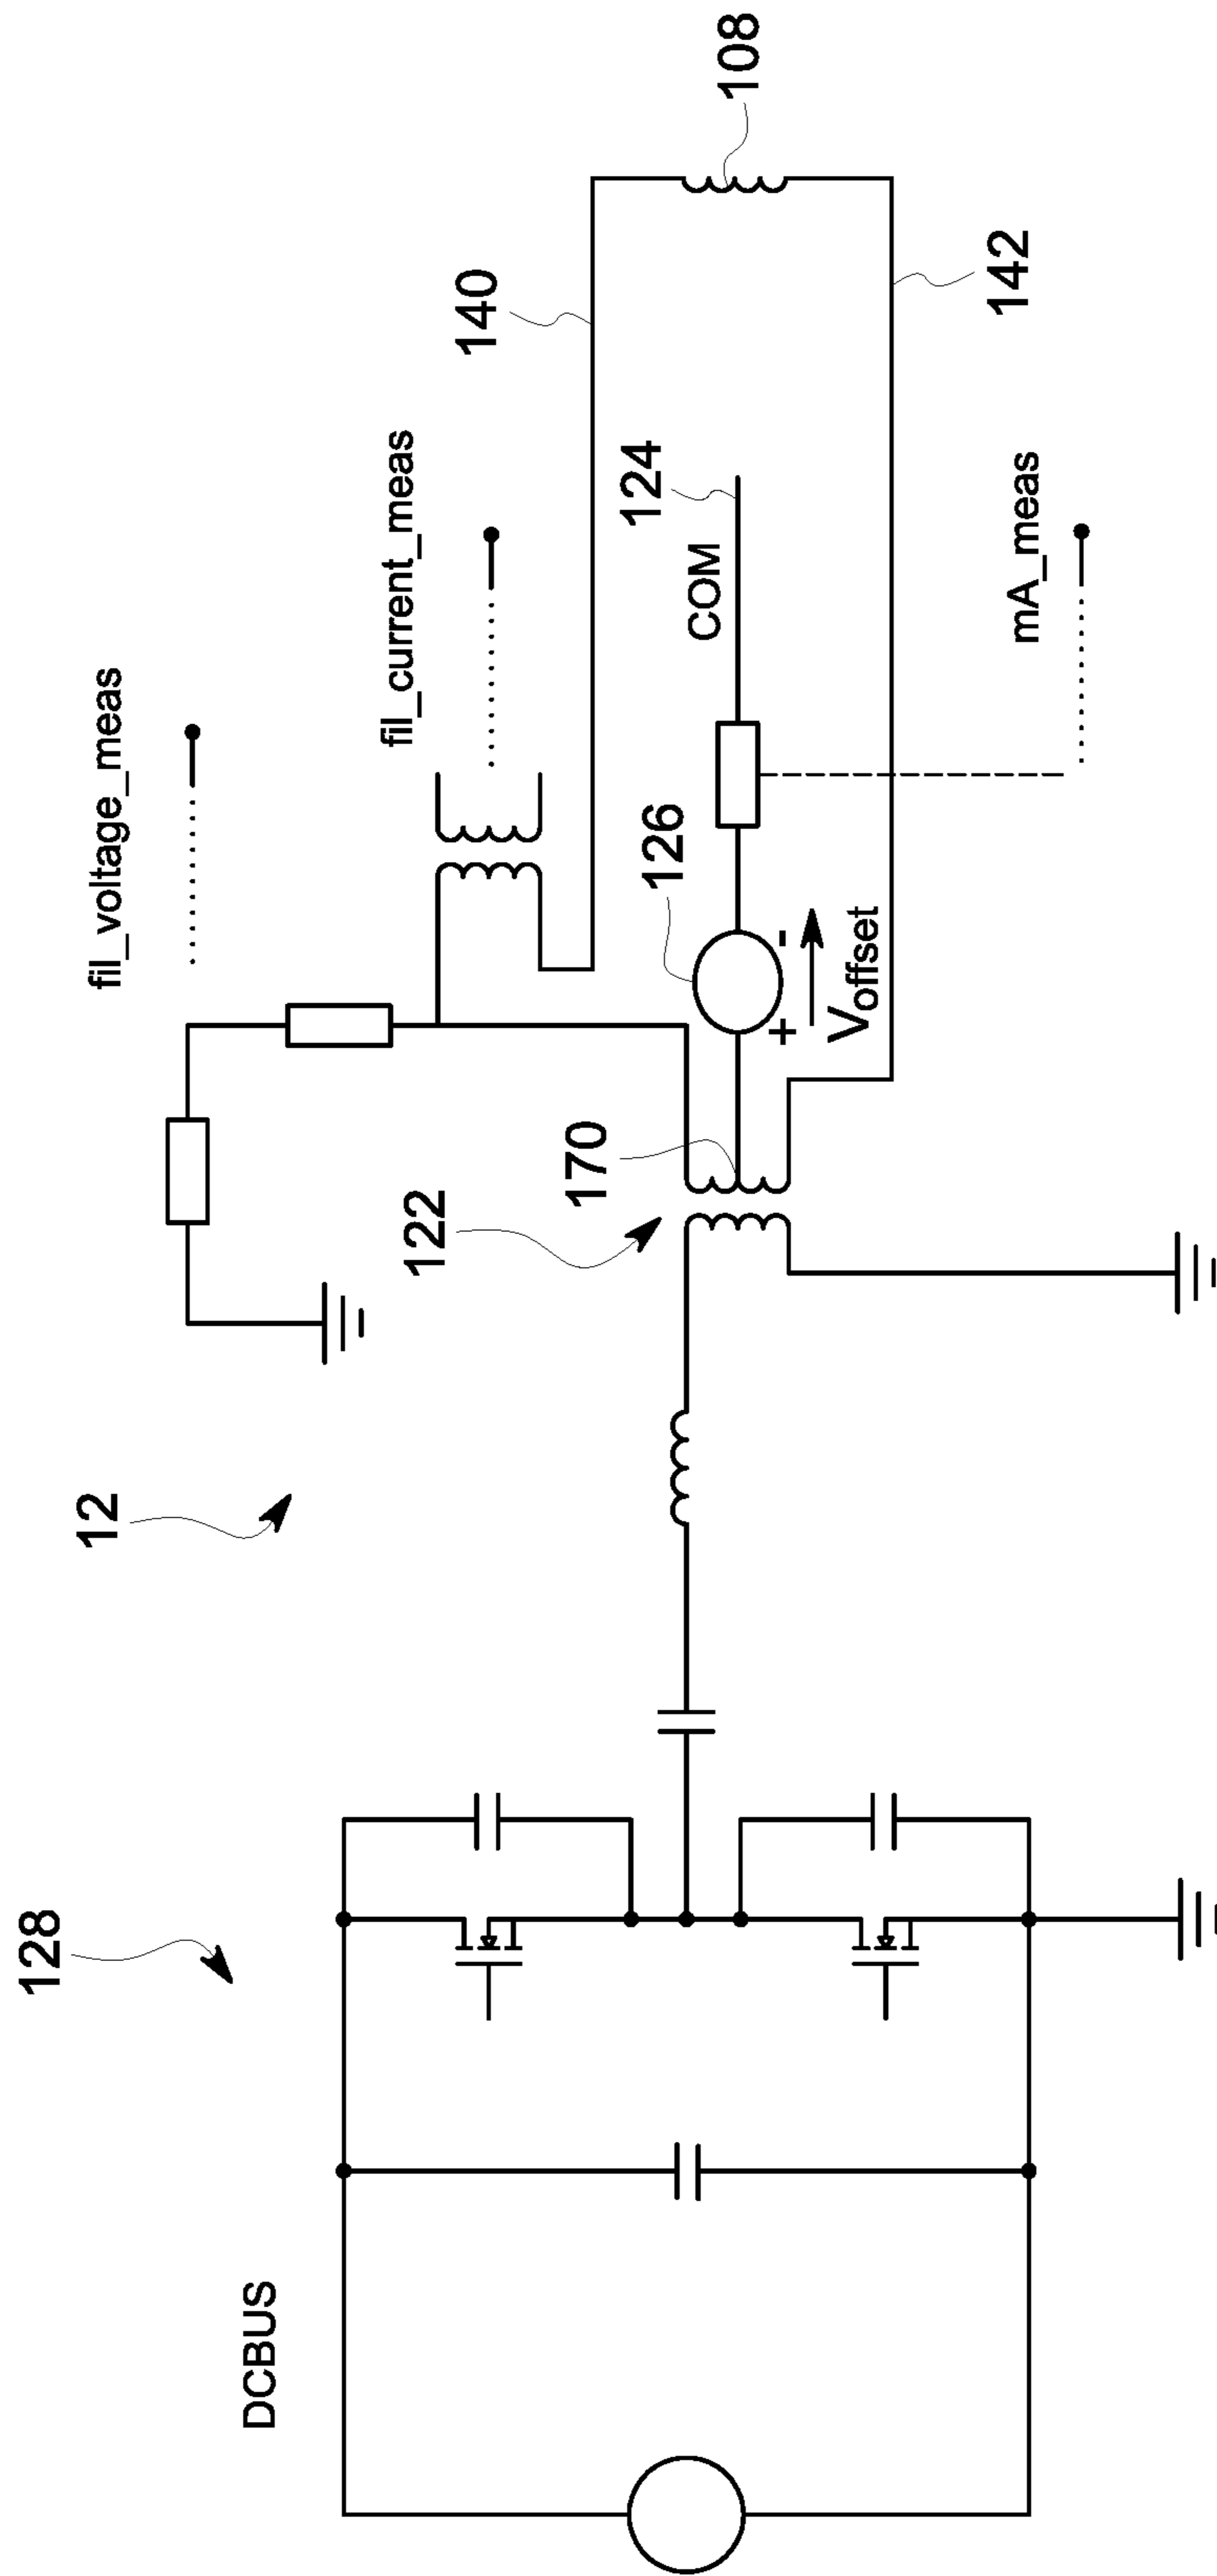 128
DCBUS
12
122
170
fil_voltage_meas
fil_current_meas
126
+
-
Voffset
COM
124
mA_meas
140
142
108